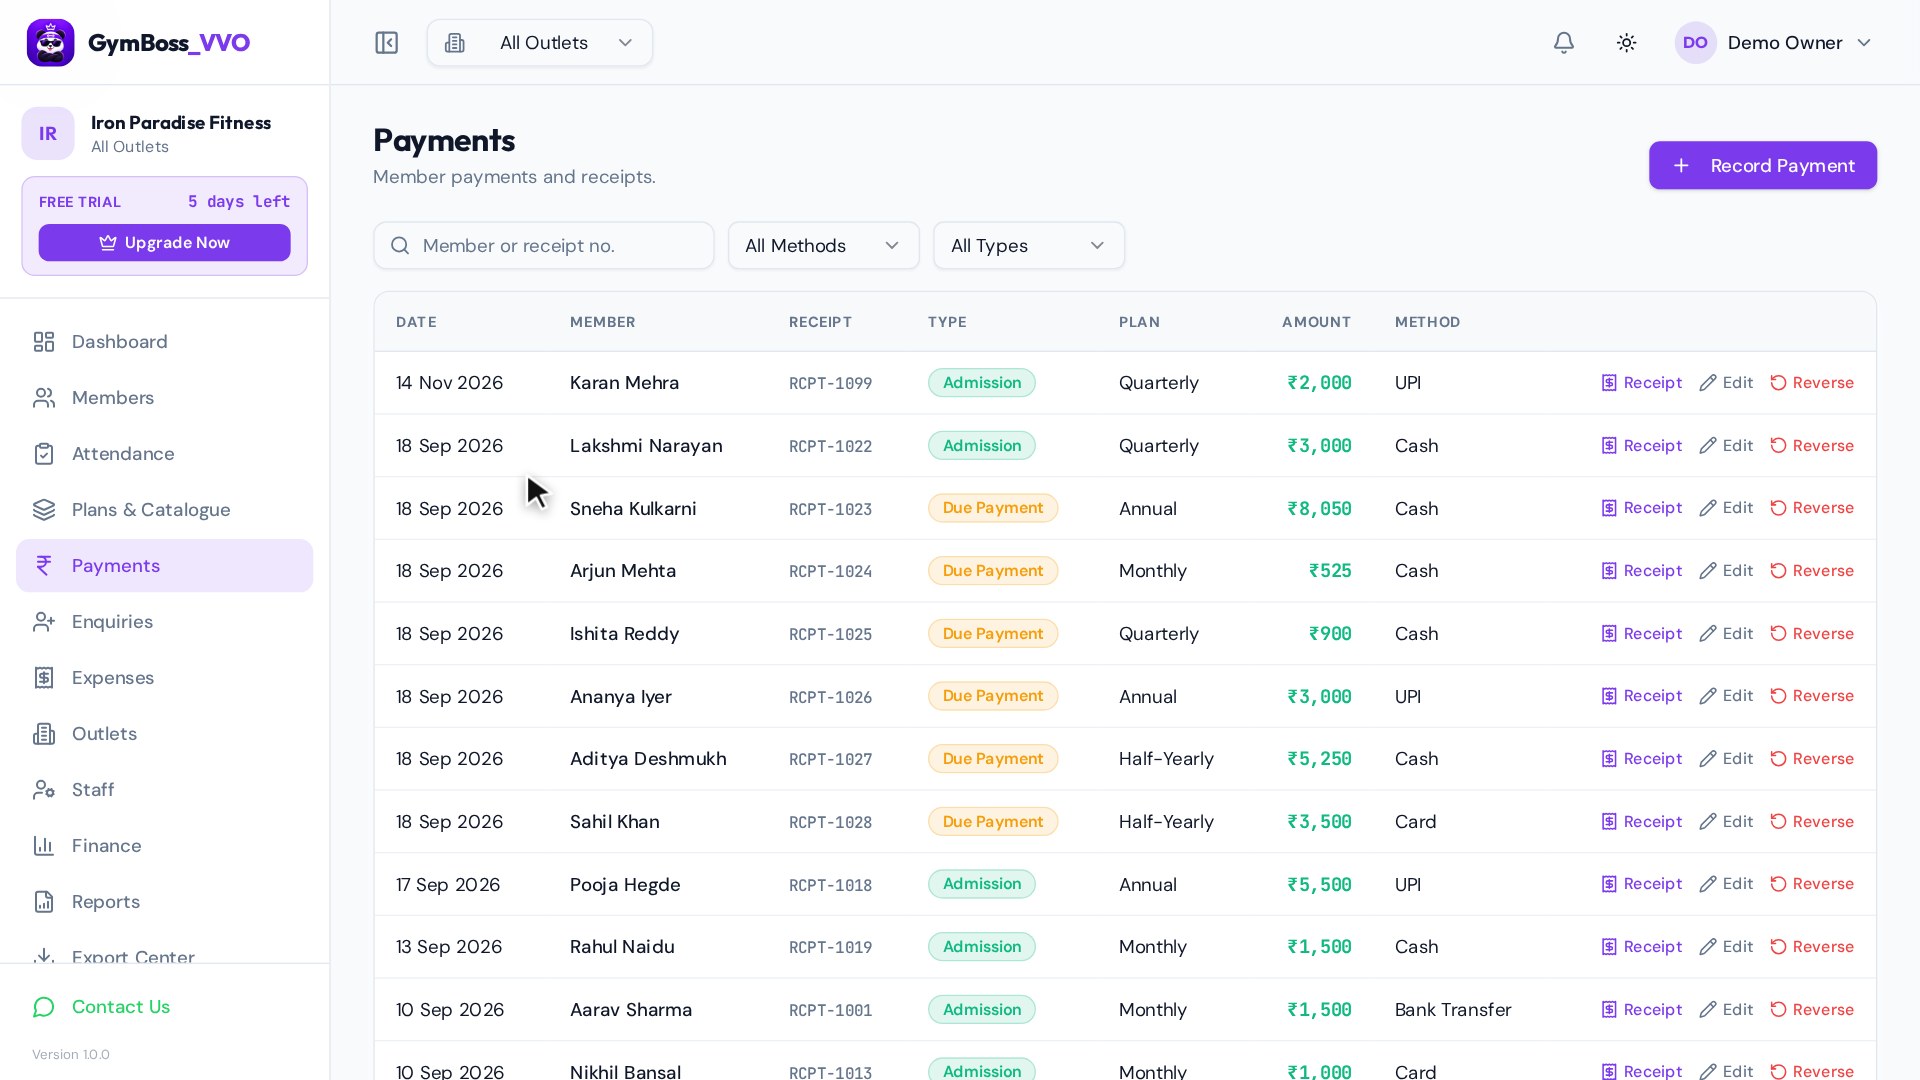 GymBoss_VVO
All Outlets
DO Demo Owner
IR Iron Paradise Fitness
All Outlets
FREE TRIAL 5 days left
Upgrade Now
Dashboard
Members
Attendance
Plans & Catalogue
Payments
Enquiries
Expenses
Outlets
Staff
Finance
Reports
Export Center
Contact Us
Version 1.0.0
Payments
Member payments and receipts.
Record Payment
Member or receipt no. All Methods All Types
DATE MEMBER RECEIPT TYPE PLAN AMOUNT METHOD
14 Nov 2026 Karan Mehra RCPT-1099 Admission Quarterly ₹2,000 UPI Receipt Edit Reverse
18 Sep 2026 Lakshmi Narayan RCPT-1022 Admission Quarterly ₹3,000 Cash Receipt Edit Reverse
18 Sep 2026 Sneha Kulkarni RCPT-1023 Due Payment Annual ₹8,050 Cash Receipt Edit Reverse
18 Sep 2026 Arjun Mehta RCPT-1024 Due Payment Monthly ₹525 Cash Receipt Edit Reverse
18 Sep 2026 Ishita Reddy RCPT-1025 Due Payment Quarterly ₹900 Cash Receipt Edit Reverse
18 Sep 2026 Ananya Iyer RCPT-1026 Due Payment Annual ₹3,000 UPI Receipt Edit Reverse
18 Sep 2026 Aditya Deshmukh RCPT-1027 Due Payment Half-Yearly ₹5,250 Cash Receipt Edit Reverse
18 Sep 2026 Sahil Khan RCPT-1028 Due Payment Half-Yearly ₹3,500 Card Receipt Edit Reverse
17 Sep 2026 Pooja Hegde RCPT-1018 Admission Annual ₹5,500 UPI Receipt Edit Reverse
13 Sep 2026 Rahul Naidu RCPT-1019 Admission Monthly ₹1,500 Cash Receipt Edit Reverse
10 Sep 2026 Aarav Sharma RCPT-1001 Admission Monthly ₹1,500 Bank Transfer Receipt Edit Reverse
10 Sep 2026 Nikhil Bansal RCPT-1013 Admission Monthly ₹1,000 Card Receipt Edit Reverse